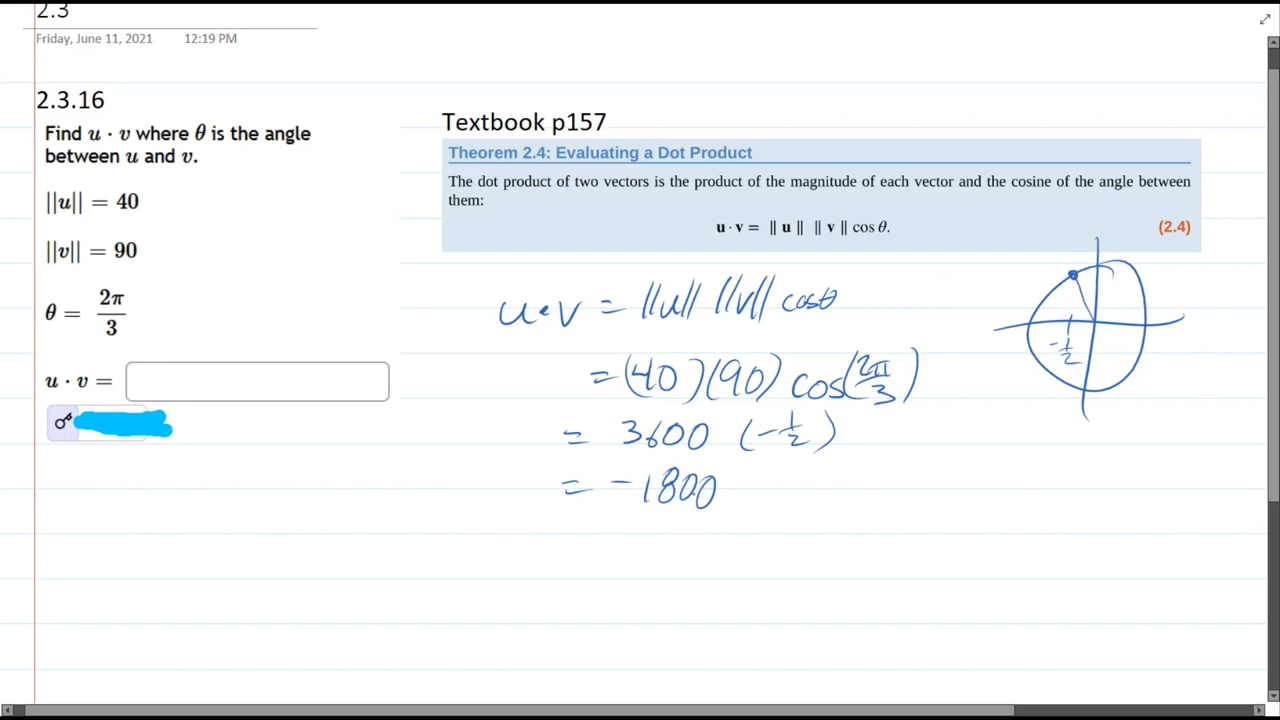 2.3
Friday, June 11, 2021 12:19 PM
2.3.16
Find u · v where θ is the angle
between u and v.
||u|| = 40
||v|| = 90
θ = 2π/3
u · v =
Textbook p157
Theorem 2.4: Evaluating a Dot Product
The dot product of two vectors is the product of the magnitude of each vector and the cosine of the angle between
them:
u · v = ‖ u ‖ ‖ v ‖ cos θ. (2.4)
u • v = ||u|| ||v|| cosθ
= (40)(90) cos(2π/3)
= 3600 (-1/2)
= -1800
-1/2